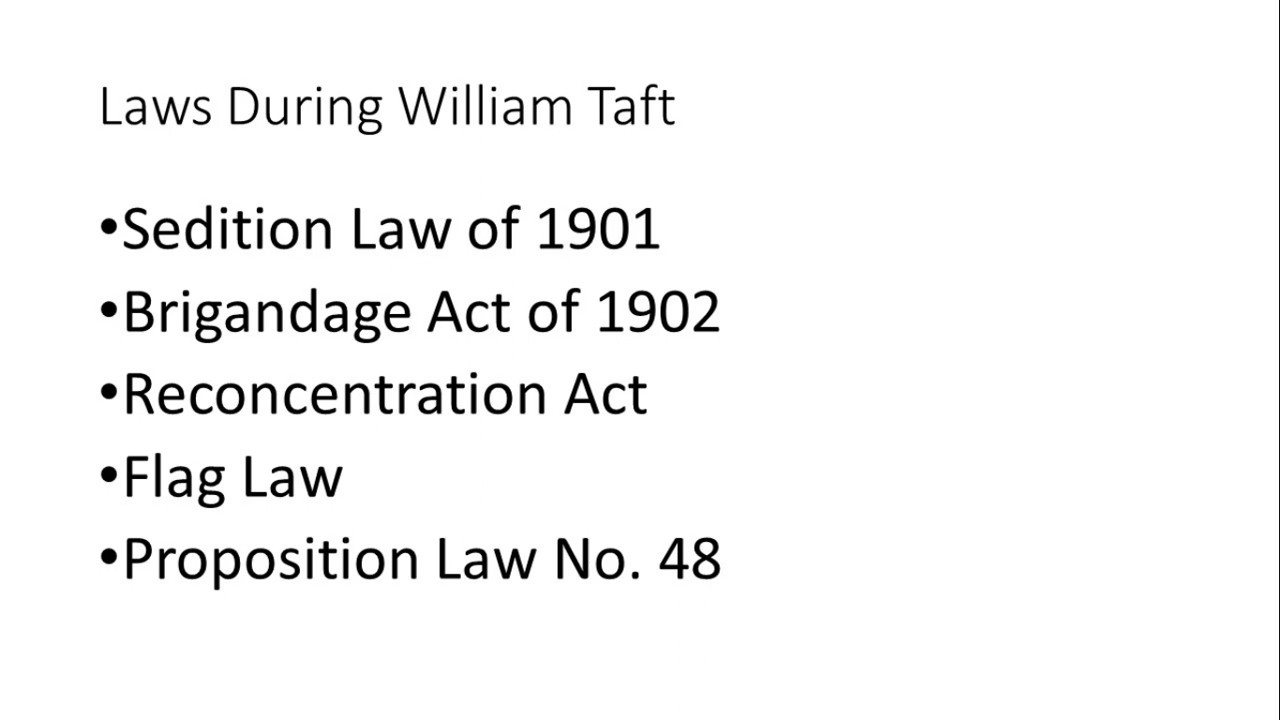 Laws During William Taft
•Sedition Law of 1901
•Brigandage Act of 1902
•Reconcentration Act
•Flag Law
•Proposition Law No. 48